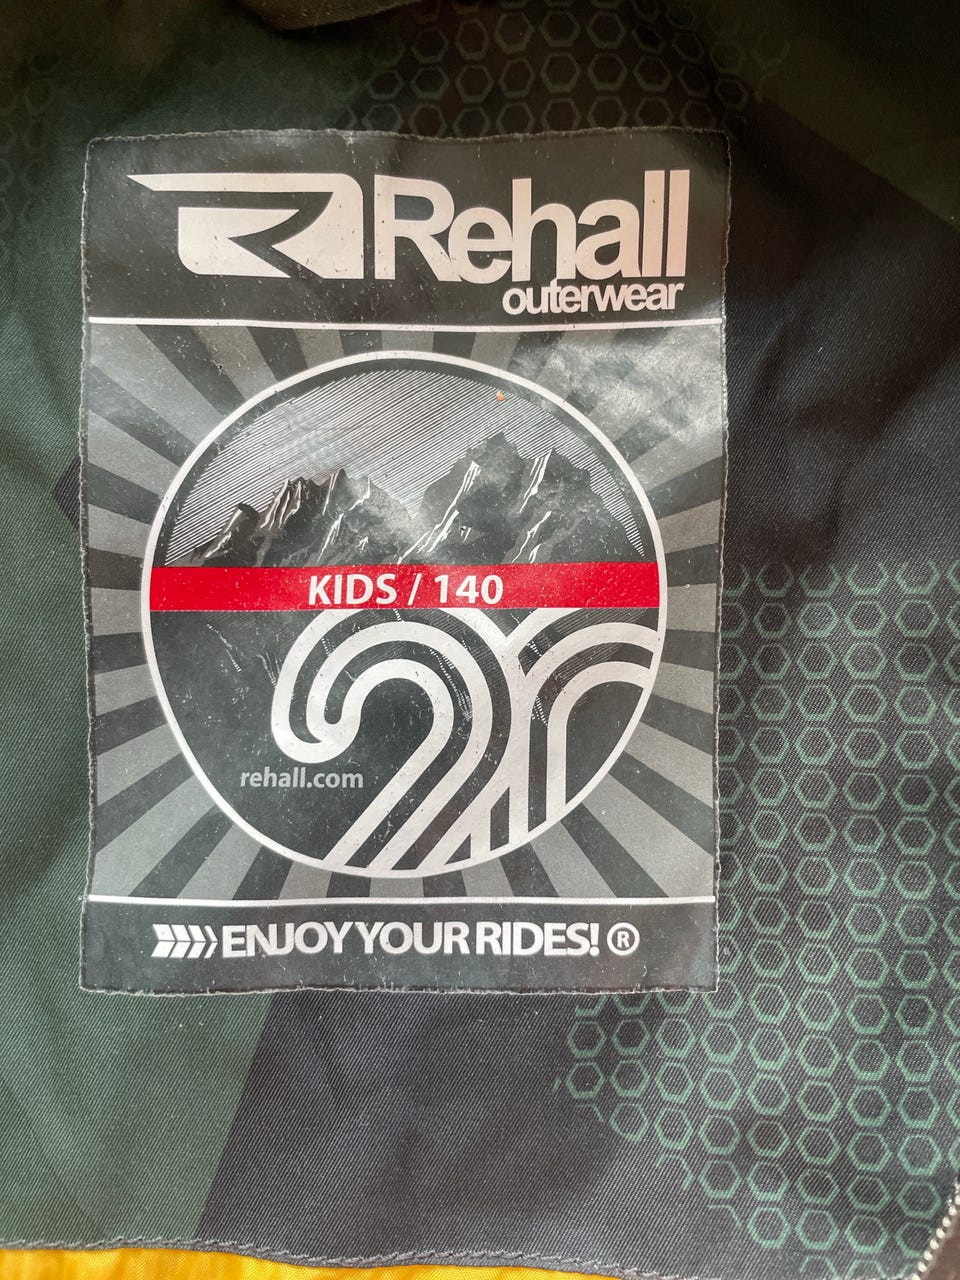 Rehall
outerwear
KIDS / 140
rehall.com
ENJOY YOUR RIDES! ®